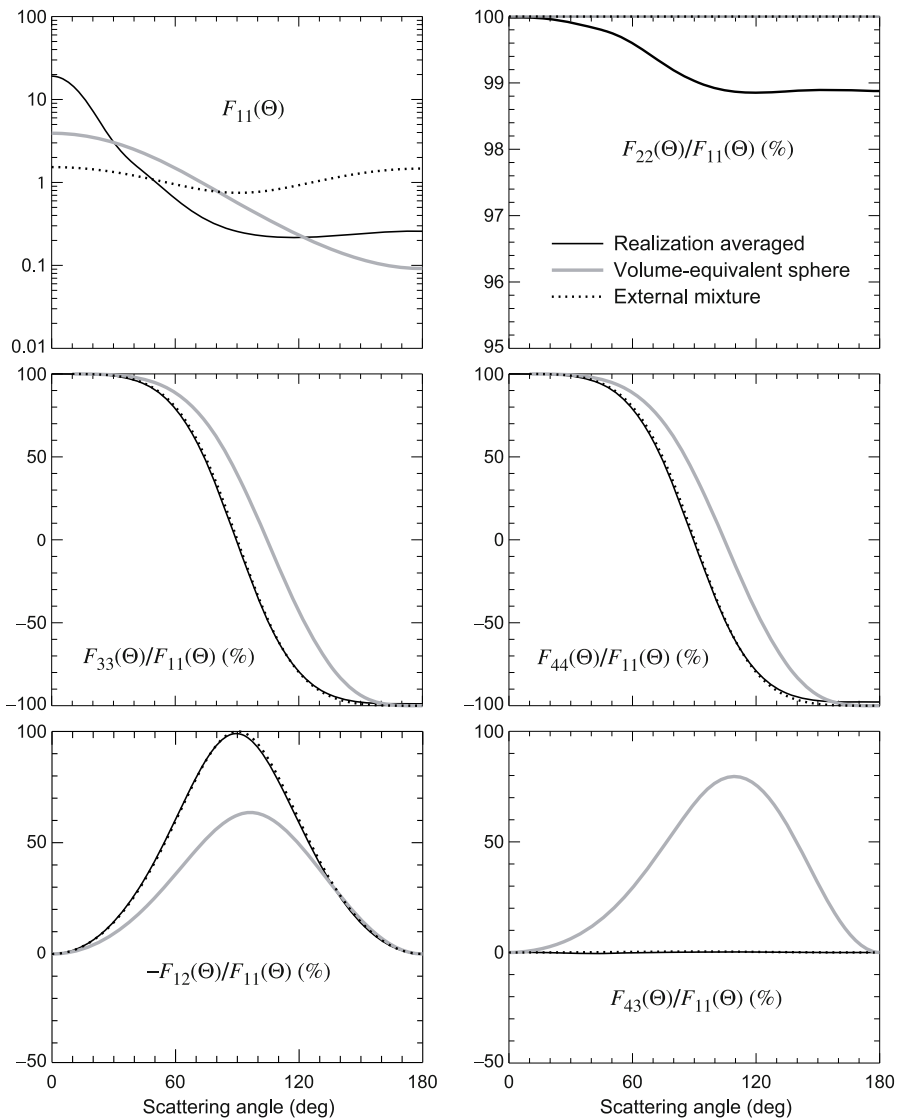 100
10
1
0.1
0.01
F11(Θ)
100
99
98
97
96
95
F22(Θ)/F11(Θ) (%)
Realization averaged
Volume-equivalent sphere
External mixture
100
50
0
−50
−100
F33(Θ)/F11(Θ) (%)
100
50
0
−50
−100
F44(Θ)/F11(Θ) (%)
100
50
0
−50
−F12(Θ)/F11(Θ) (%)
0 60 120 180
Scattering angle (deg)
100
50
0
−50
F43(Θ)/F11(Θ) (%)
0 60 120 180
Scattering angle (deg)